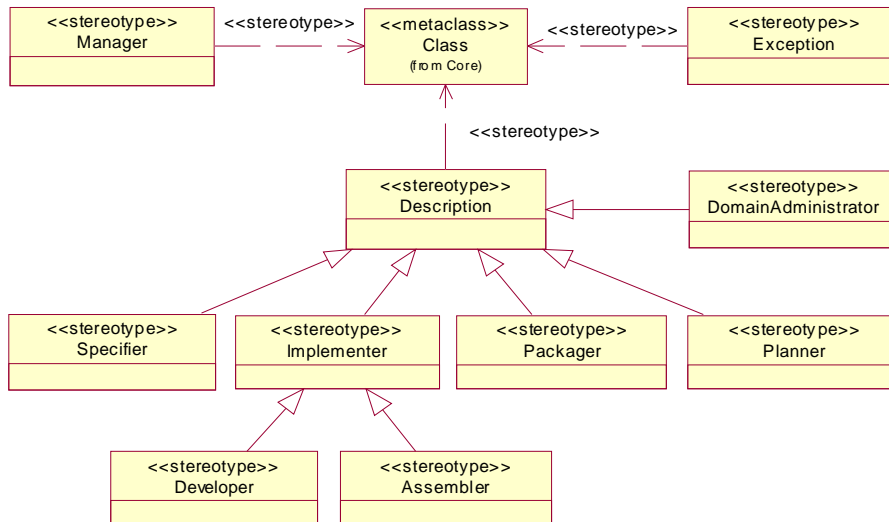 <<stereotype>>
Manager
<<stereotype>>
<<metaclass>>
Class
(from Core)
<<stereotype>>
<<stereotype>>
Exception
<<stereotype>>
<<stereotype>>
Description
<<stereotype>>
DomainAdministrator
<<stereotype>>
Specifier
<<stereotype>>
Implementer
<<stereotype>>
Packager
<<stereotype>>
Planner
<<stereotype>>
Developer
<<stereotype>>
Assembler